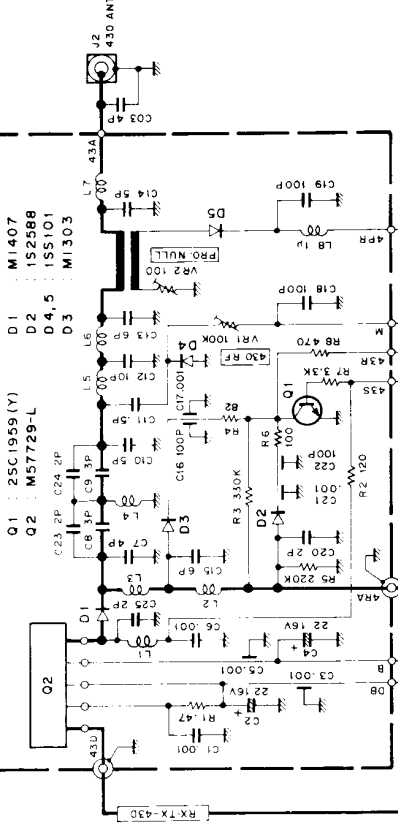 Q1 : 2SC1959(Y)
Q2 : M57729-L
D1 M1407
D2 1S2588
D4,5 1SS101
D3 M1303
J2
430 ANT
C03 4P
43A
L7
C14 .5P
D5
C19 100P
L8 1μ
4PR
PRO.NULL
VR2 100
L6
C13 6P
C18 100P
M
VR1 100K
430 RF
L5
C12 10P
D4
R8 470
43R
C11 .5P
C17 .001
R7 3.3K
43S
C10 .5P
C16 100P
R4 82
Q1
C24 2P
C9 3P
C23 2P
C8 3P
L4
R6 100
C22 100P
C21 .001
R2 120
C7 4P
D3
R3 330K
D2
C15 6P
C20 2P
R5 220K
L3
C25 2P
L2
4RA
D1
L1
C6 .001
C5 .001
C4 22 16V
C3 .001
B
DB
Q2
R1 .47
C2 22 16V
C1 .001
43D
RX·TX-43D